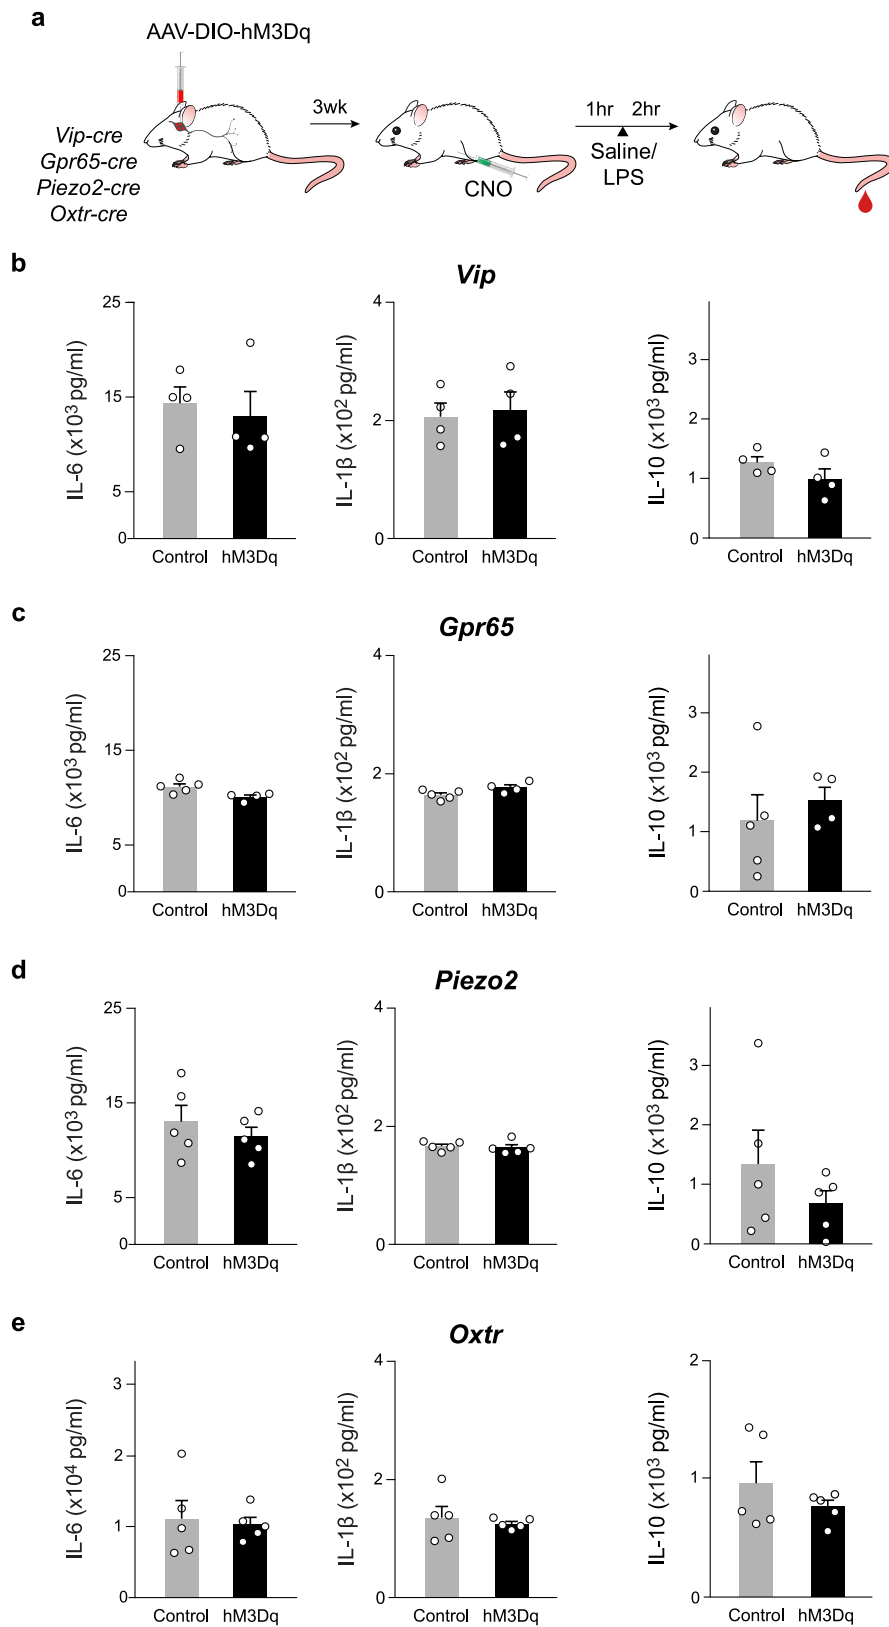 a
AAV-DIO-hM3Dq
Vip-cre
Gpr65-cre
Piezo2-cre
Oxtr-cre
3wk
CNO
1hr 2hr
Saline/
LPS
b
Vip
IL-6 (x10³ pg/ml)
25
15
5
0
Control hM3Dq
IL-1β (x10² pg/ml)
4
2
0
Control hM3Dq
IL-10 (x10³ pg/ml)
3
2
1
0
Control hM3Dq
c
Gpr65
IL-6 (x10³ pg/ml)
25
15
5
0
Control hM3Dq
IL-1β (x10² pg/ml)
4
2
0
Control hM3Dq
IL-10 (x10³ pg/ml)
3
2
1
0
Control hM3Dq
d
Piezo2
IL-6 (x10³ pg/ml)
25
15
5
0
Control hM3Dq
IL-1β (x10² pg/ml)
4
2
0
Control hM3Dq
IL-10 (x10³ pg/ml)
3
2
1
0
Control hM3Dq
e
Oxtr
IL-6 (x10⁴ pg/ml)
3
2
1
0
Control hM3Dq
IL-1β (x10² pg/ml)
4
2
0
Control hM3Dq
IL-10 (x10³ pg/ml)
2
1
0
Control hM3Dq